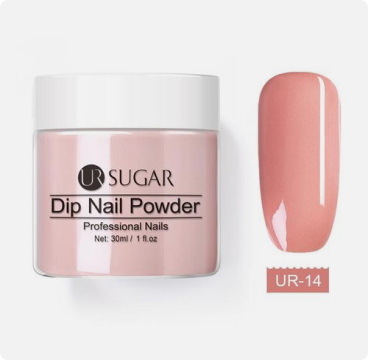 UR SUGAR
Dip Nail Powder
Professional Nails
Net: 30ml / 1 fl.oz
UR-14